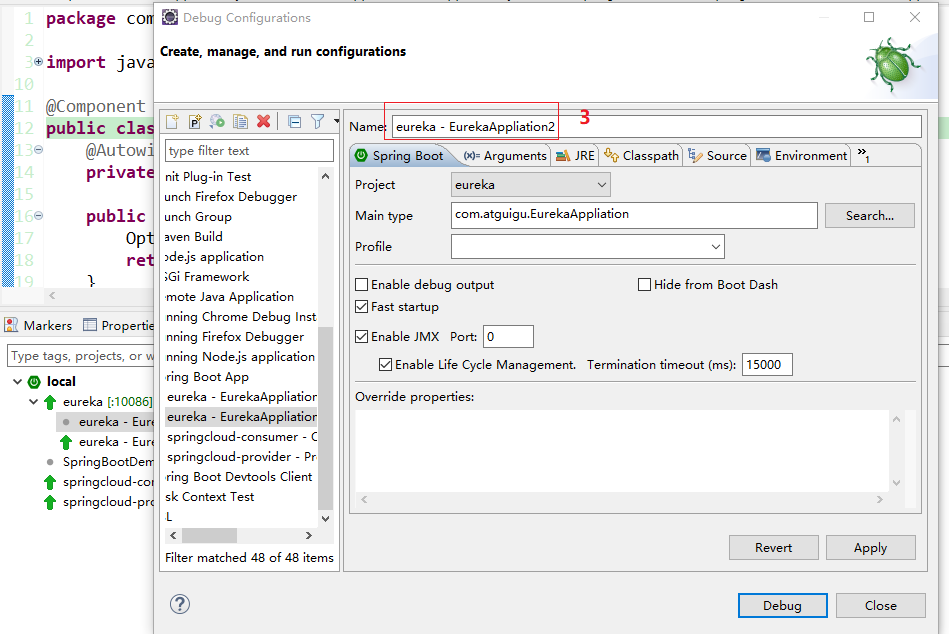 Debug Configurations
Create, manage, and run configurations
1 package com
2
3 import java
10
11 @Component
12 public clas
13 @Autowi
14 private
15
16 public
17 Opt
18 ret
19 }
Markers Propertie
Type tags, projects, or w
local
eureka [:10086]
eureka - Eure
eureka - Eure
SpringBootDem
springcloud-con
springcloud-pro
type filter text
nit Plug-in Test
unch Firefox Debugger
unch Group
aven Build
ode.js application
SGi Framework
mote Java Application
nning Chrome Debug Inst
nning Firefox Debugger
nning Node.js application
ring Boot App
eureka - EurekaAppliation
eureka - EurekaAppliation
springcloud-consumer - C
springcloud-provider - Pr
ring Boot Devtools Client
sk Context Test
L
Filter matched 48 of 48 items
Name: eureka - EurekaAppliation2 3
Spring Boot (x)= Arguments JRE Classpath Source Environment »1
Project eureka
Main type com.atguigu.EurekaAppliation Search...
Profile
Enable debug output Hide from Boot Dash
Fast startup
Enable JMX Port: 0
Enable Life Cycle Management. Termination timeout (ms): 15000
Override properties:
Revert Apply
? Debug Close